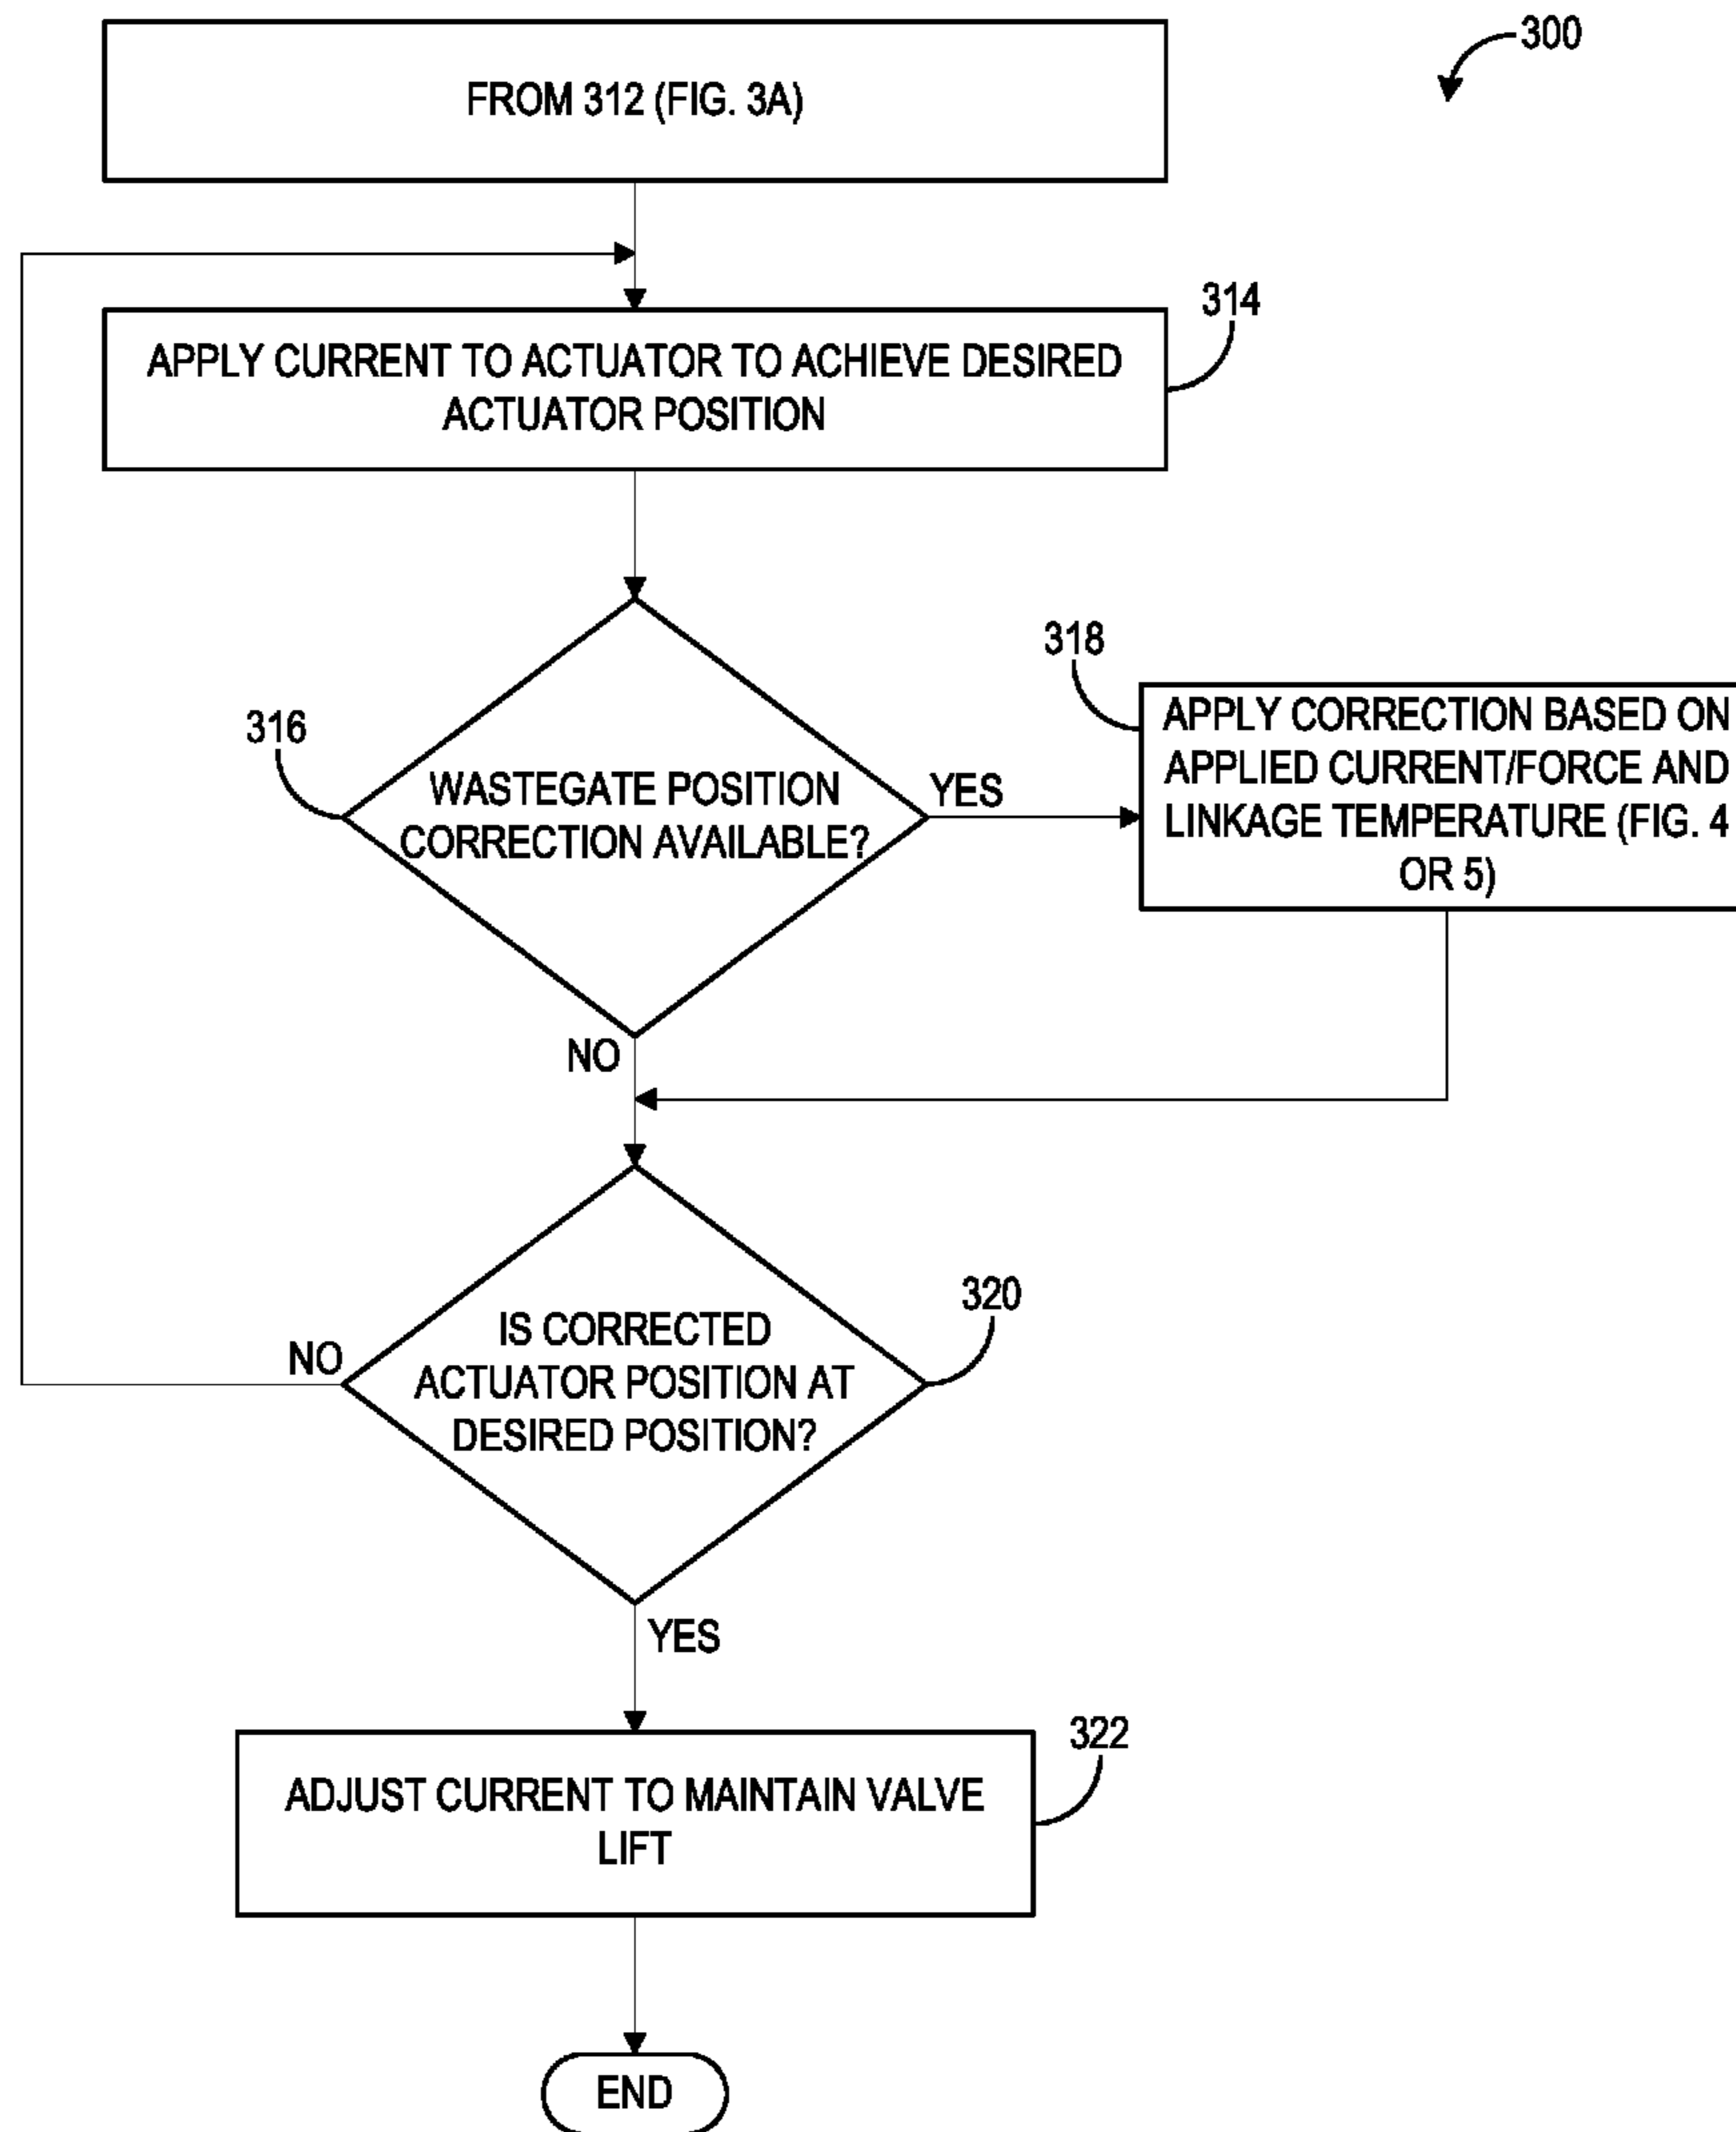 300
FROM 312 (FIG. 3A)
314
APPLY CURRENT TO ACTUATOR TO ACHIEVE DESIRED
ACTUATOR POSITION
316
WASTEGATE POSITION
CORRECTION AVAILABLE?
YES
318
APPLY CORRECTION BASED ON
APPLIED CURRENT/FORCE AND
LINKAGE TEMPERATURE (FIG. 4
OR 5)
NO
320
IS CORRECTED
ACTUATOR POSITION AT
DESIRED POSITION?
NO
YES
322
ADJUST CURRENT TO MAINTAIN VALVE
LIFT
END